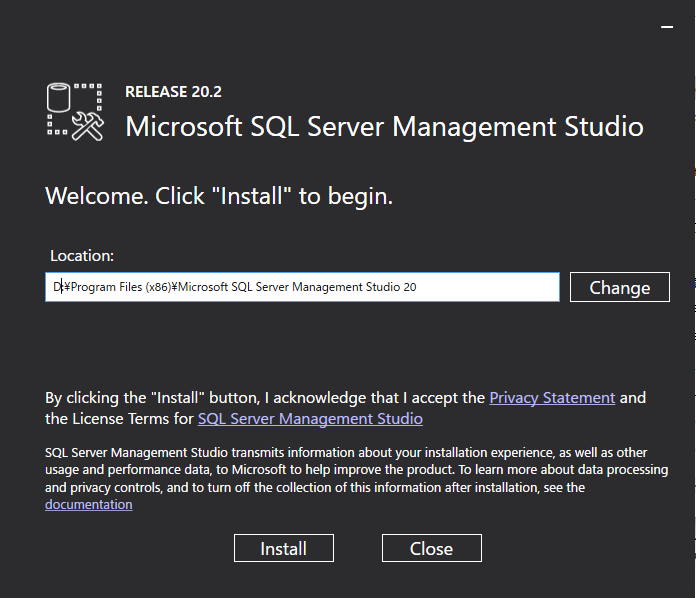 RELEASE 20.2
Microsoft SQL Server Management Studio
Welcome. Click "Install" to begin.
Location:
D:¥Program Files (x86)¥Microsoft SQL Server Management Studio 20
Change
By clicking the "Install" button, I acknowledge that I accept the Privacy Statement and
the License Terms for SQL Server Management Studio
SQL Server Management Studio transmits information about your installation experience, as well as other
usage and performance data, to Microsoft to help improve the product. To learn more about data processing
and privacy controls, and to turn off the collection of this information after installation, see the
documentation
Install
Close